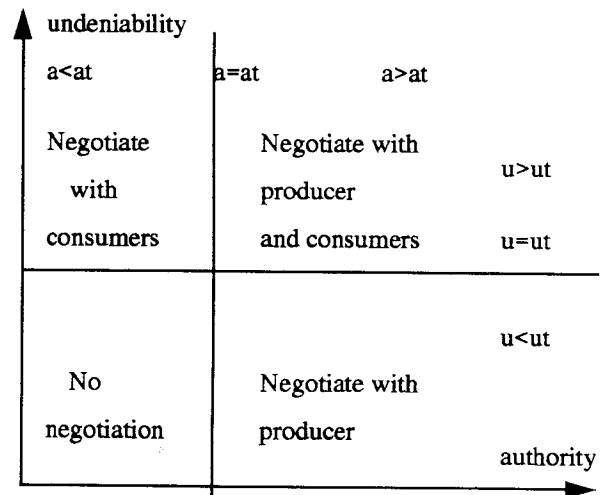 undeniability
a<at a=at a>at
Negotiate Negotiate with
u>ut
with producer
consumers and consumers u=ut
u<ut
No Negotiate with
negotiation producer
authority